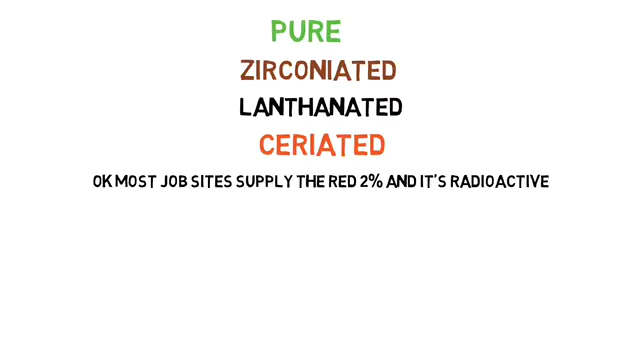 PURE
ZIRCONIATED
LANTHANATED
CERIATED
OK MOST JOB SITES SUPPLY THE RED 2% AND IT'S RADIOACTIVE